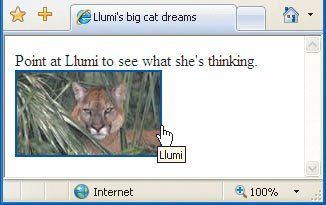 Llumi's big cat dreams
Point at Llumi to see what she's thinking.
Llumi
Internet
100%